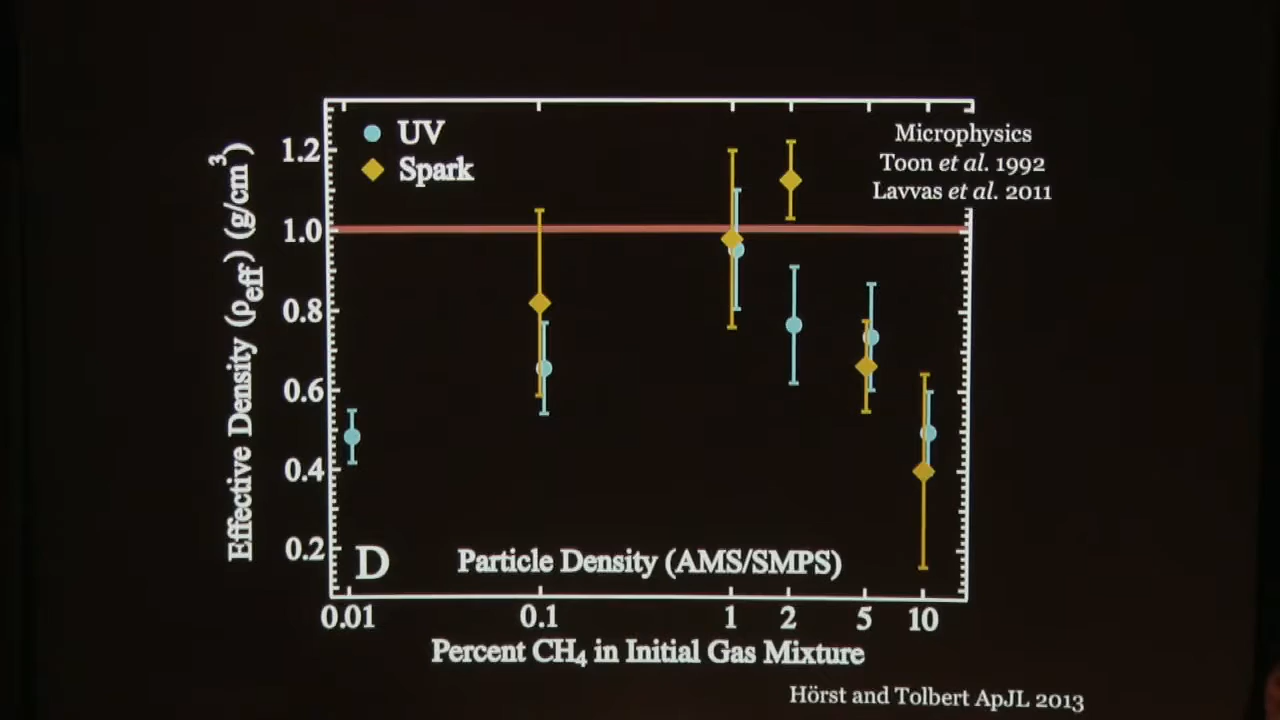 UV
Spark
Microphysics
Toon et al. 1992
Lavvas et al. 2011
Effective Density (ρeff) (g/cm3)
1.2
1.0
0.8
0.6
0.4
0.2
D
Particle Density (AMS/SMPS)
0.01 0.1 1 2 5 10
Percent CH4 in Initial Gas Mixture
Hörst and Tolbert ApJL 2013